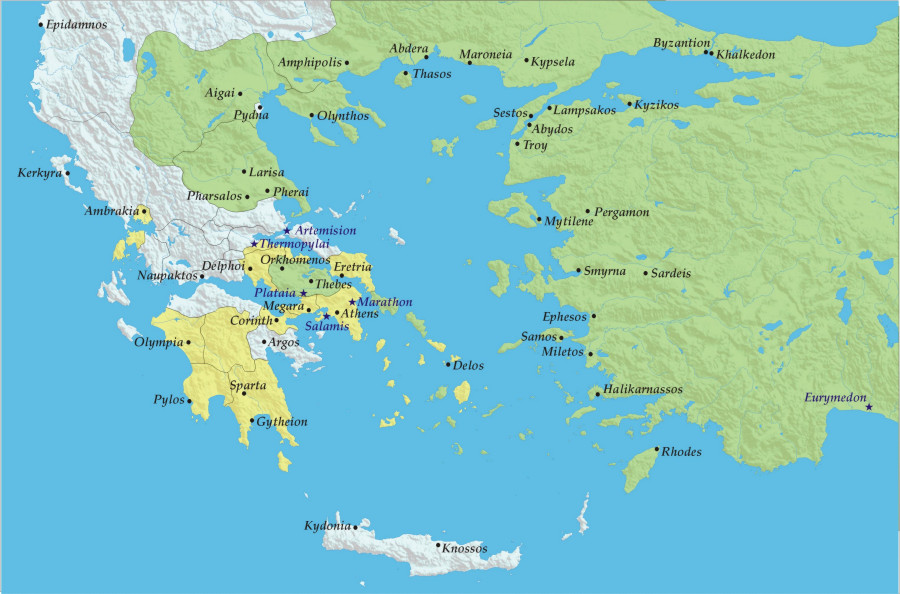 Epidamnos
Abdera
Maroneia
Byzantion
Khalkedon
Amphipolis
Kypsela
Thasos
Aigai
Pydna
Olynthos
Sestos
Lampsakos
Kyzikos
Abydos
Troy
Kerkyra
Larisa
Pherai
Pharsalos
Ambrakia
Mytilene
Pergamon
Artemision
Thermopylai
Orkhomenos
Delphoi
Eretria
Naupaktos
Thebes
Smyrna
Sardeis
Plataia
Marathon
Megara
Athens
Corinth
Salamis
Ephesos
Olympia
Argos
Samos
Miletos
Delos
Sparta
Pylos
Halikarnassos
Eurymedon
Gytheion
Rhodes
Kydonia
Knossos